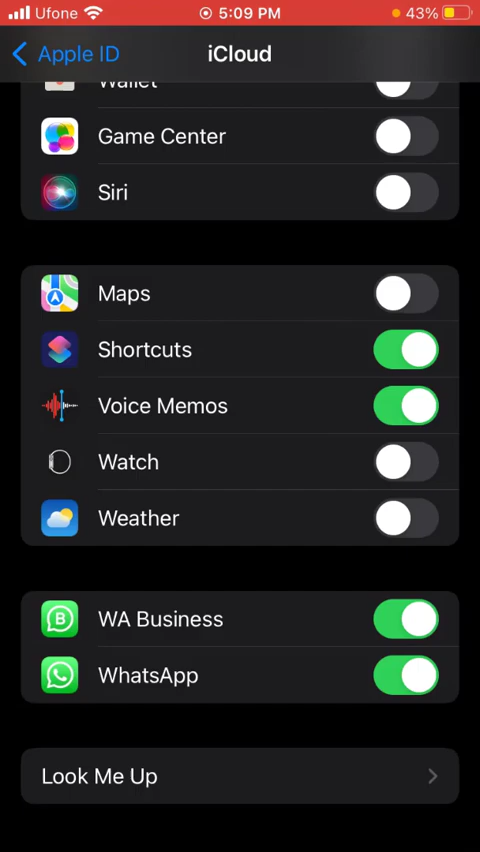 Ufone 5:09 PM 43%
Apple ID iCloud
Wallet
Game Center
Siri
Maps
Shortcuts
Voice Memos
Watch
Weather
B WA Business
WhatsApp
Look Me Up